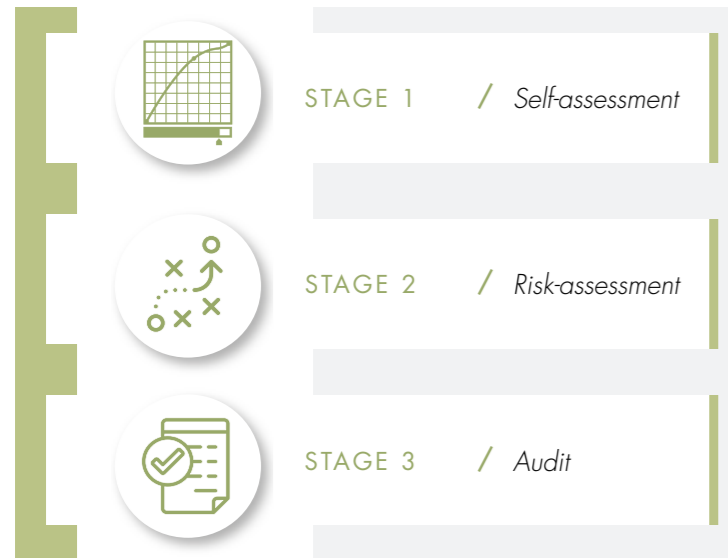 STAGE 1 / Self-assessment
STAGE 2 / Risk-assessment
STAGE 3 / Audit